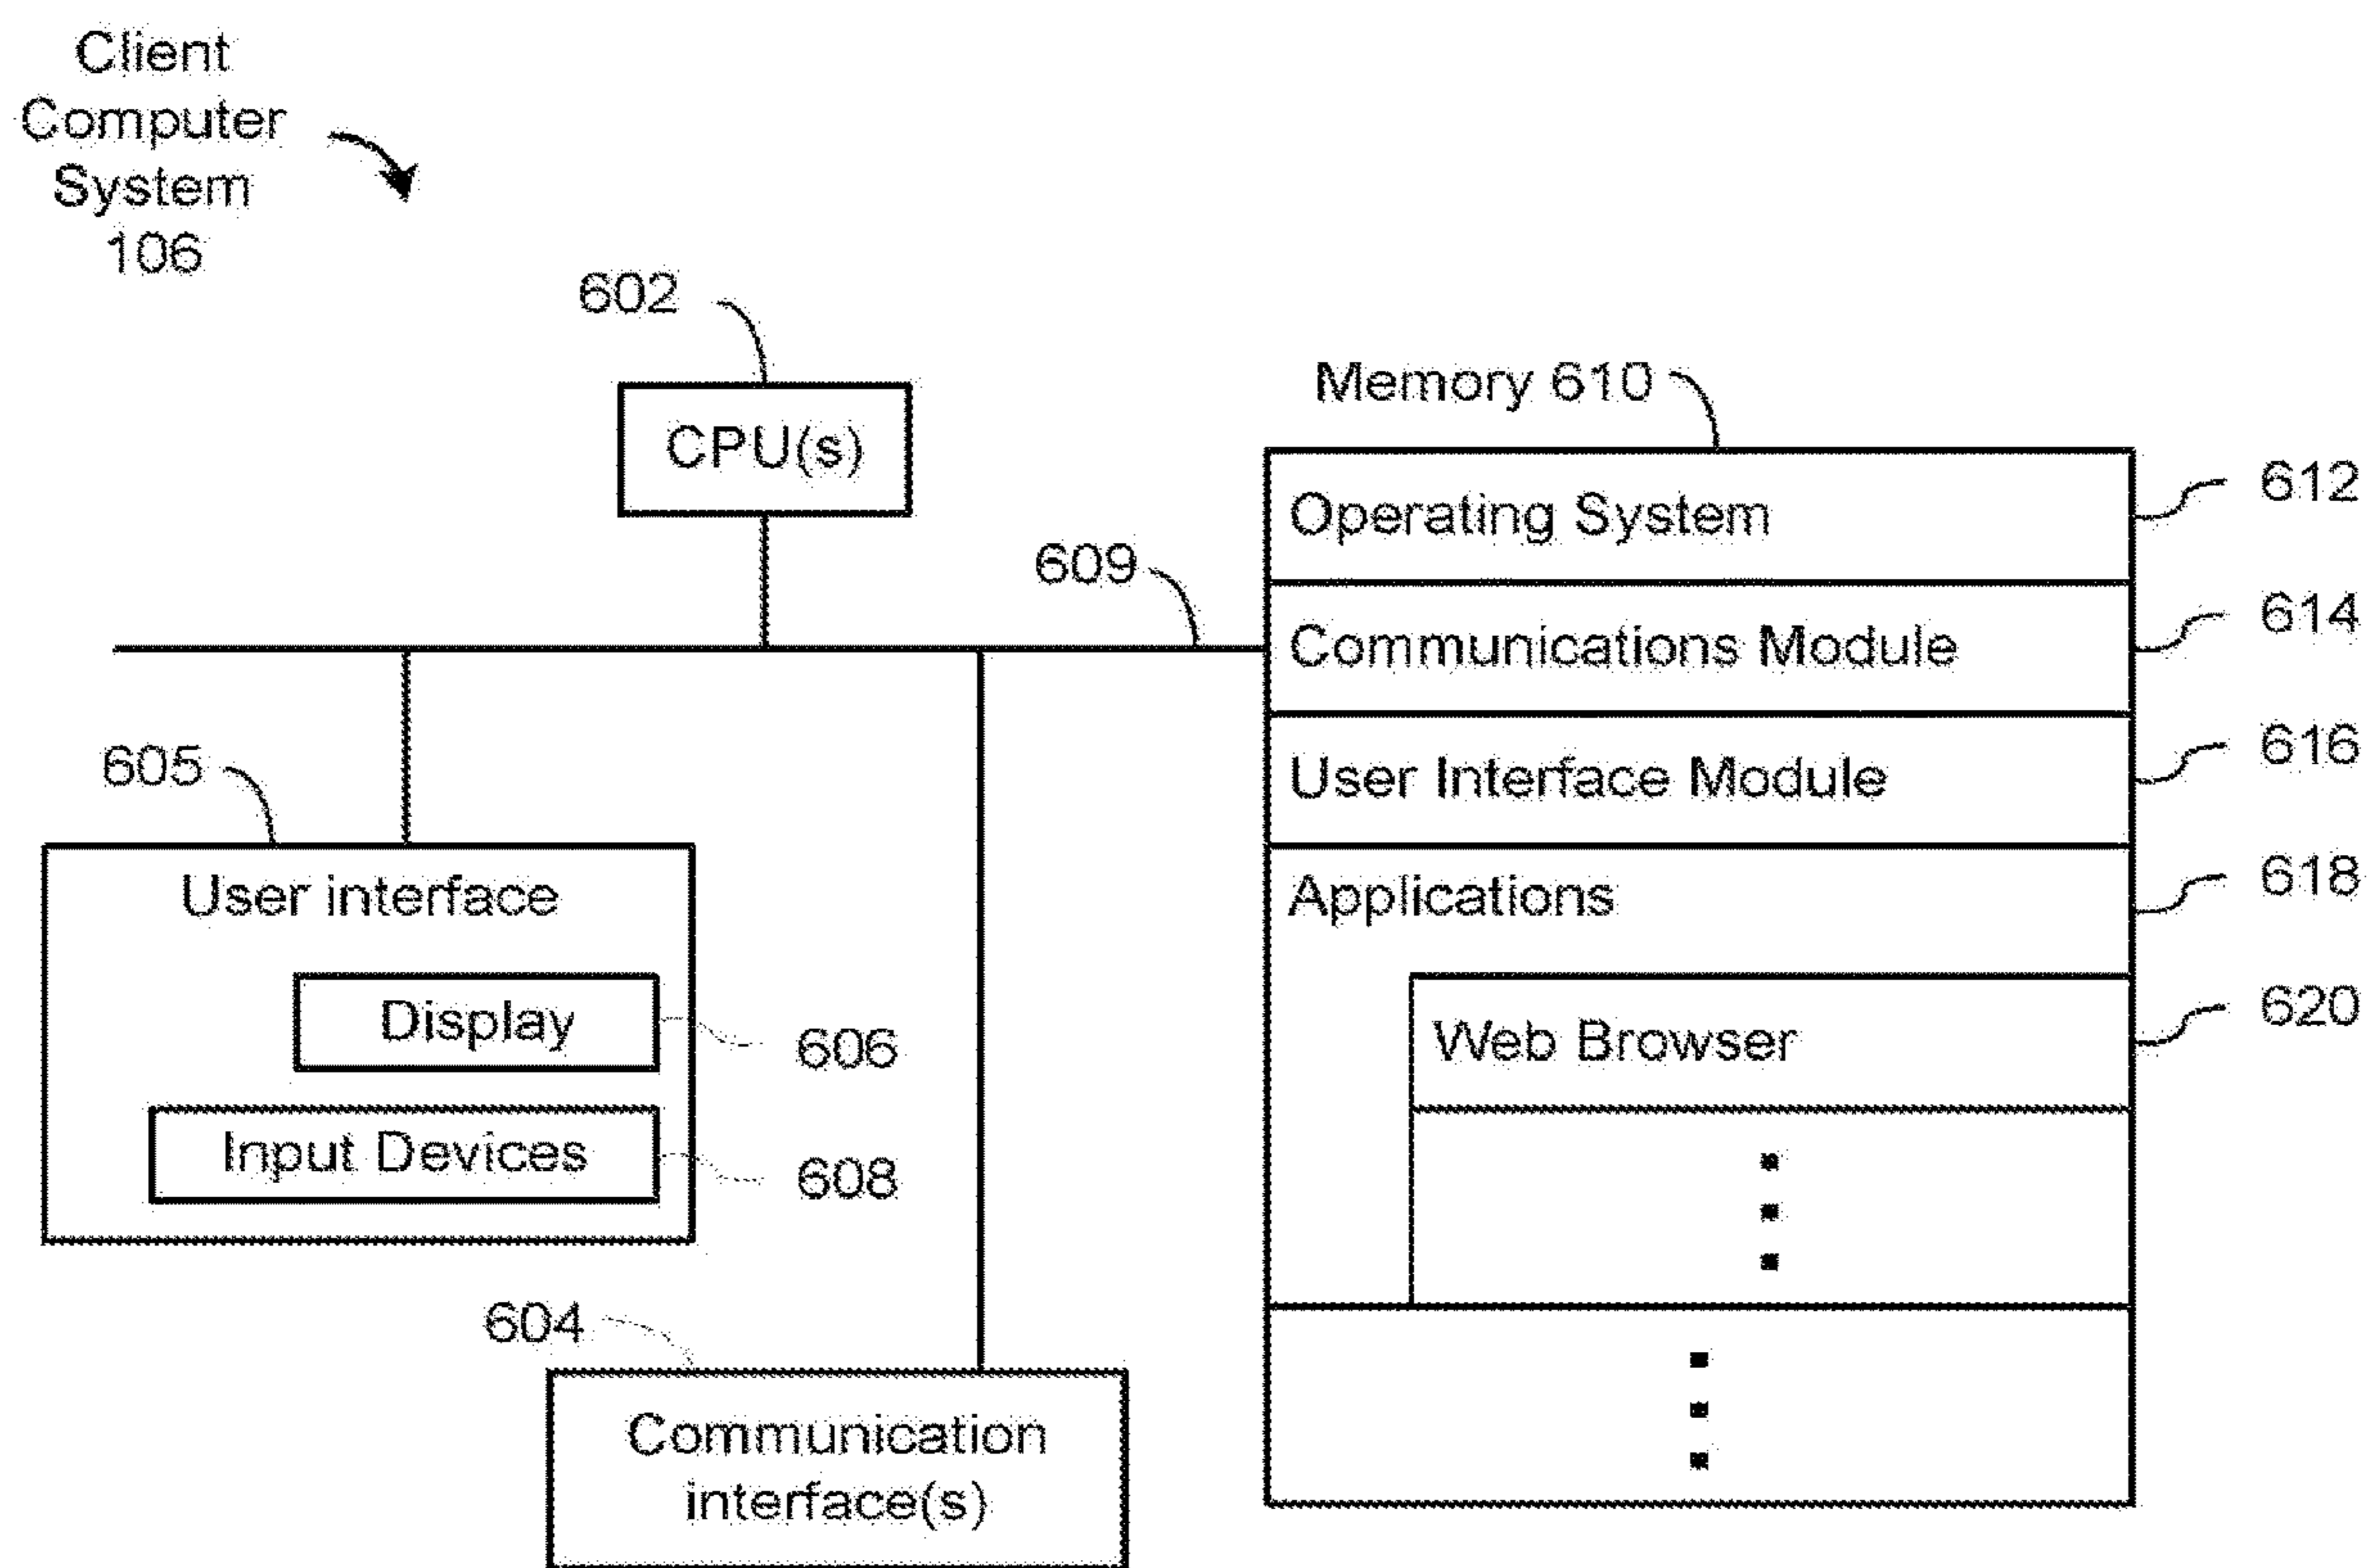 Client
Computer
System
106
602
CPU(s)
609
Memory 610
Operating System
612
Communications Module
614
User Interface Module
616
Applications
618
Web Browser
620
605
User interface
Display
606
Input Devices
608
604
Communication
interface(s)